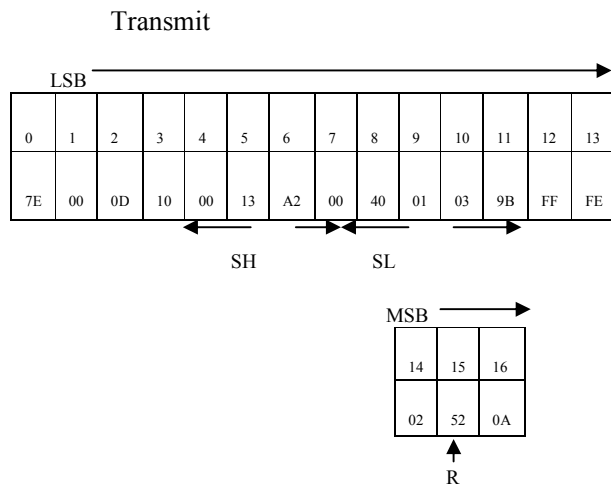 Transmit
LSB
0 1 2 3 4 5 6 7 8 9 10 11 12 13
7E 00 0D 10 00 13 A2 00 40 01 03 9B FF FE
SH SL
MSB
14 15 16
02 52 0A
R